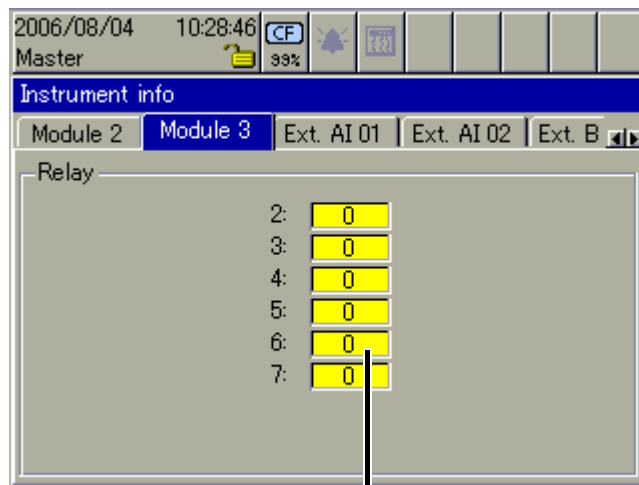 2006/08/04 10:28:46 CF
Master 99%
Instrument info
Module 2 Module 3 Ext. AI 01 Ext. AI 02 Ext. B
Relay
2: 0
3: 0
4: 0
5: 0
6: 0
7: 0